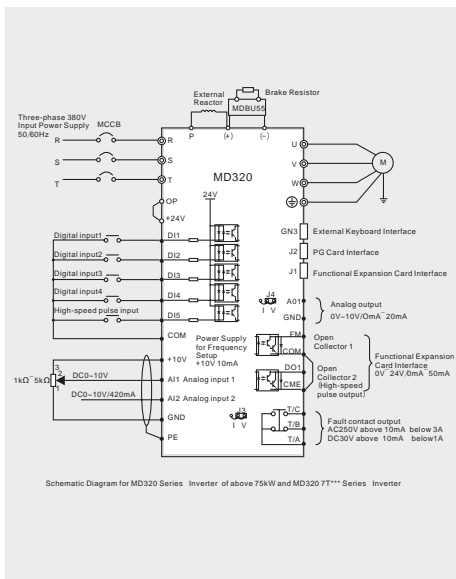 External
Reactor
Brake Resistor
MDBU55
Three-phase 380V
Input Power Supply
50/60Hz
MCCB
P (+) (-)
R R U
S S V M
T T W
MD320
24V
OP
+24V
GN3 External Keyboard Interface
J2 PG Card Interface
J1 Functional Expansion Card Interface
Digital input1 DI1
Digital input2 DI2
Digital input3 DI3
Digital input4 DI4
High-speed pulse input DI5
COM
J4
I V
A01
GND
Analog output
0V~10V/OmA~20mA
Power Supply
for Frequency
Setup
+10V 10mA
FM
COM
Open
Collector 1
DO1
CME
Open
Collector 2
(High-speed
pulse output)
Functional Expansion
Card Interface
0V~24V/0mA~50mA
+10V
1kΩ~5kΩ
3
2
1
DC0~10V AI1 Analog input 1
DC0~10V/420mA AI2 Analog input 2
GND
PE
J3
I V
T/C
T/B
T/A
Fault contact output
AC250V above 10mA below 3A
DC30V above 10mA below1A
Schematic Diagram for MD320 Series Inverter of above 75kW and MD320 7T*** Series Inverter